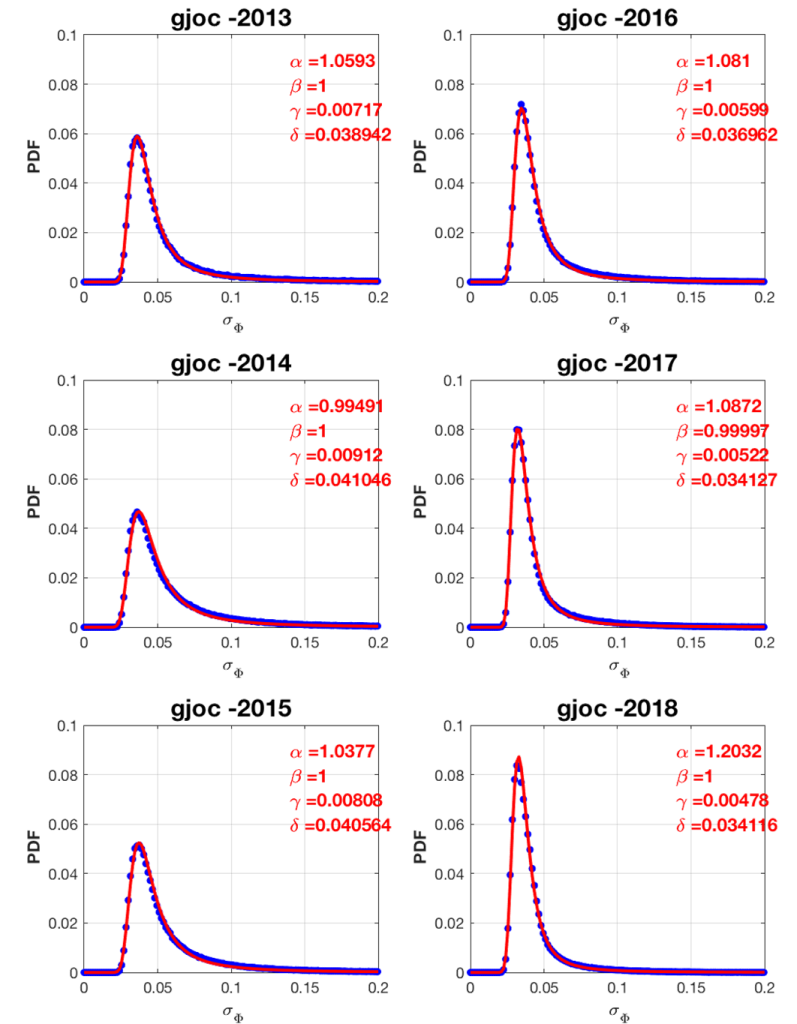 gjoc -2013
0.1
0.08
0.06
0.04
0.02
0
PDF
α =1.0593
β =1
γ =0.00717
δ =0.038942
0 0.05 0.1 0.15 0.2
σΦ
gjoc -2016
0.1
0.08
0.06
0.04
0.02
0
PDF
α =1.081
β =1
γ =0.00599
δ =0.036962
0 0.05 0.1 0.15 0.2
σΦ
gjoc -2014
0.1
0.08
0.06
0.04
0.02
0
PDF
α =0.99491
β =1
γ =0.00912
δ =0.041046
0 0.05 0.1 0.15 0.2
σΦ
gjoc -2017
0.1
0.08
0.06
0.04
0.02
0
PDF
α =1.0872
β =0.99997
γ =0.00522
δ =0.034127
0 0.05 0.1 0.15 0.2
σΦ
gjoc -2015
0.1
0.08
0.06
0.04
0.02
0
PDF
α =1.0377
β =1
γ =0.00808
δ =0.040564
0 0.05 0.1 0.15 0.2
σΦ
gjoc -2018
0.1
0.08
0.06
0.04
0.02
0
PDF
α =1.2032
β =1
γ =0.00478
δ =0.034116
0 0.05 0.1 0.15 0.2
σΦ